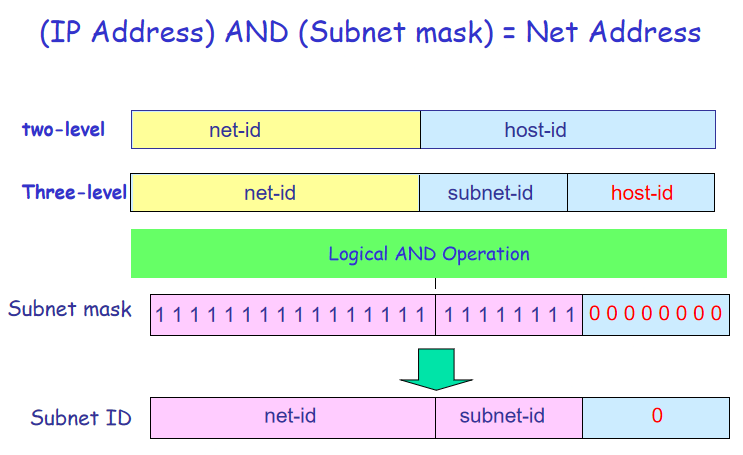 (IP Address) AND (Subnet mask) = Net Address
two-level net-id host-id
Three-level net-id subnet-id host-id
Logical AND Operation
Subnet mask 1 1 1 1 1 1 1 1 1 1 1 1 1 1 1 1 1 1 1 1 1 1 1 1 0 0 0 0 0 0 0 0
Subnet ID net-id subnet-id 0